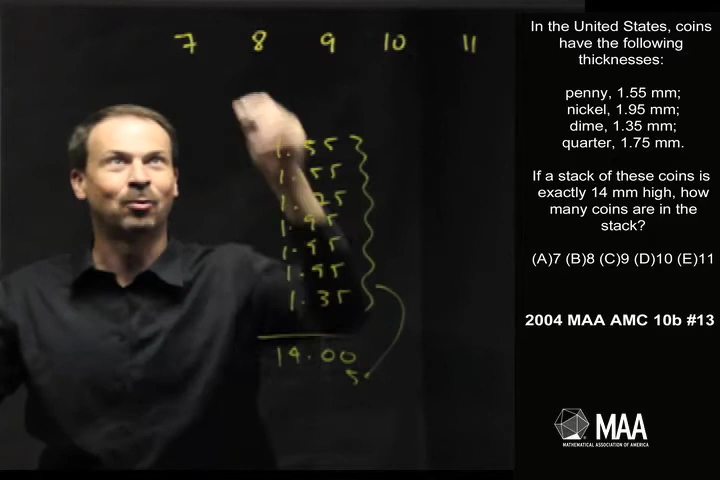 7 8 9 10 11
1.55
1.55
1.95
1.95
1.95
1.35
14.00
In the United States, coins
have the following
thicknesses:
penny, 1.55 mm;
nickel, 1.95 mm;
dime, 1.35 mm;
quarter, 1.75 mm.
If a stack of these coins is
exactly 14 mm high, how
many coins are in the
stack?
(A)7 (B)8 (C)9 (D)10 (E)11
2004 MAA AMC 10b #13
MAA
MATHEMATICAL ASSOCIATION OF AMERICA